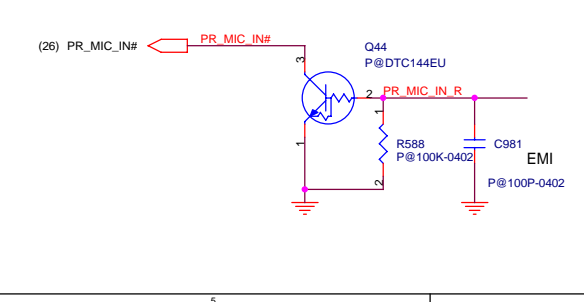 (26) PR_MIC_IN#
PR_MIC_IN#
Q44
P@DTC144EU
3
2
PR_MIC_IN_R
1
1
R588
P@100K-0402
2
C981
EMI
P@100P-0402
5